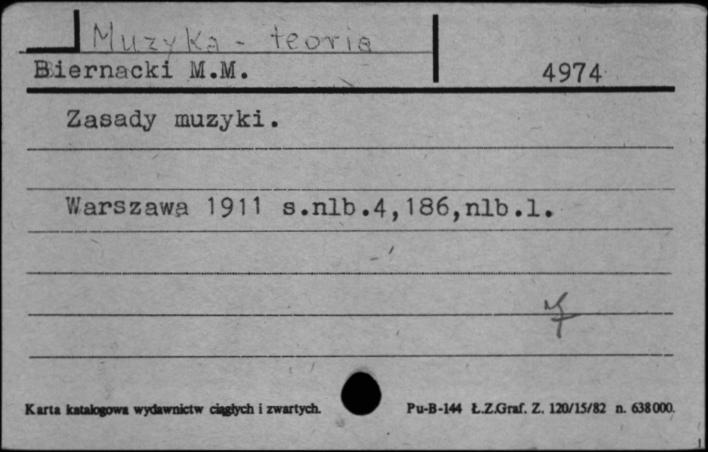 Muzyka - teoria
Biernacki M.M.
4974
Zasady muzyki.
Warszawa 1911 s.nlb.4,186,nlb.1.
Karta katalogowa wydawnictw ciągłych i zwartych.
Pu-B-144 Ł.Z.Graf. Z. 120/15/82 n. 638000.